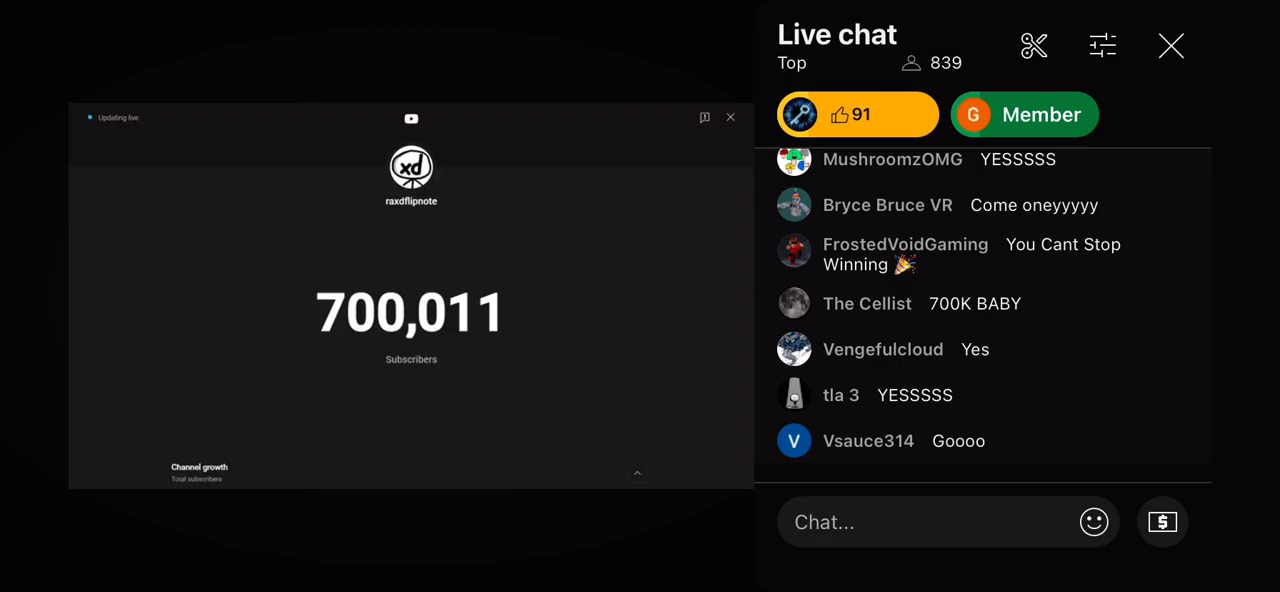 Updating live
xd
raxdflipnote
700,011
Subscribers
Channel growth
Total subscribers
Live chat
Top 839
91 G Member
MushroomzOMG YESSSSS
Bryce Bruce VR Come oneyyyyy
FrostedVoidGaming You Cant Stop
Winning 🎉
The Cellist 700K BABY
Vengefulcloud Yes
tla 3 YESSSSS
V Vsauce314 Goooo
Chat...
$